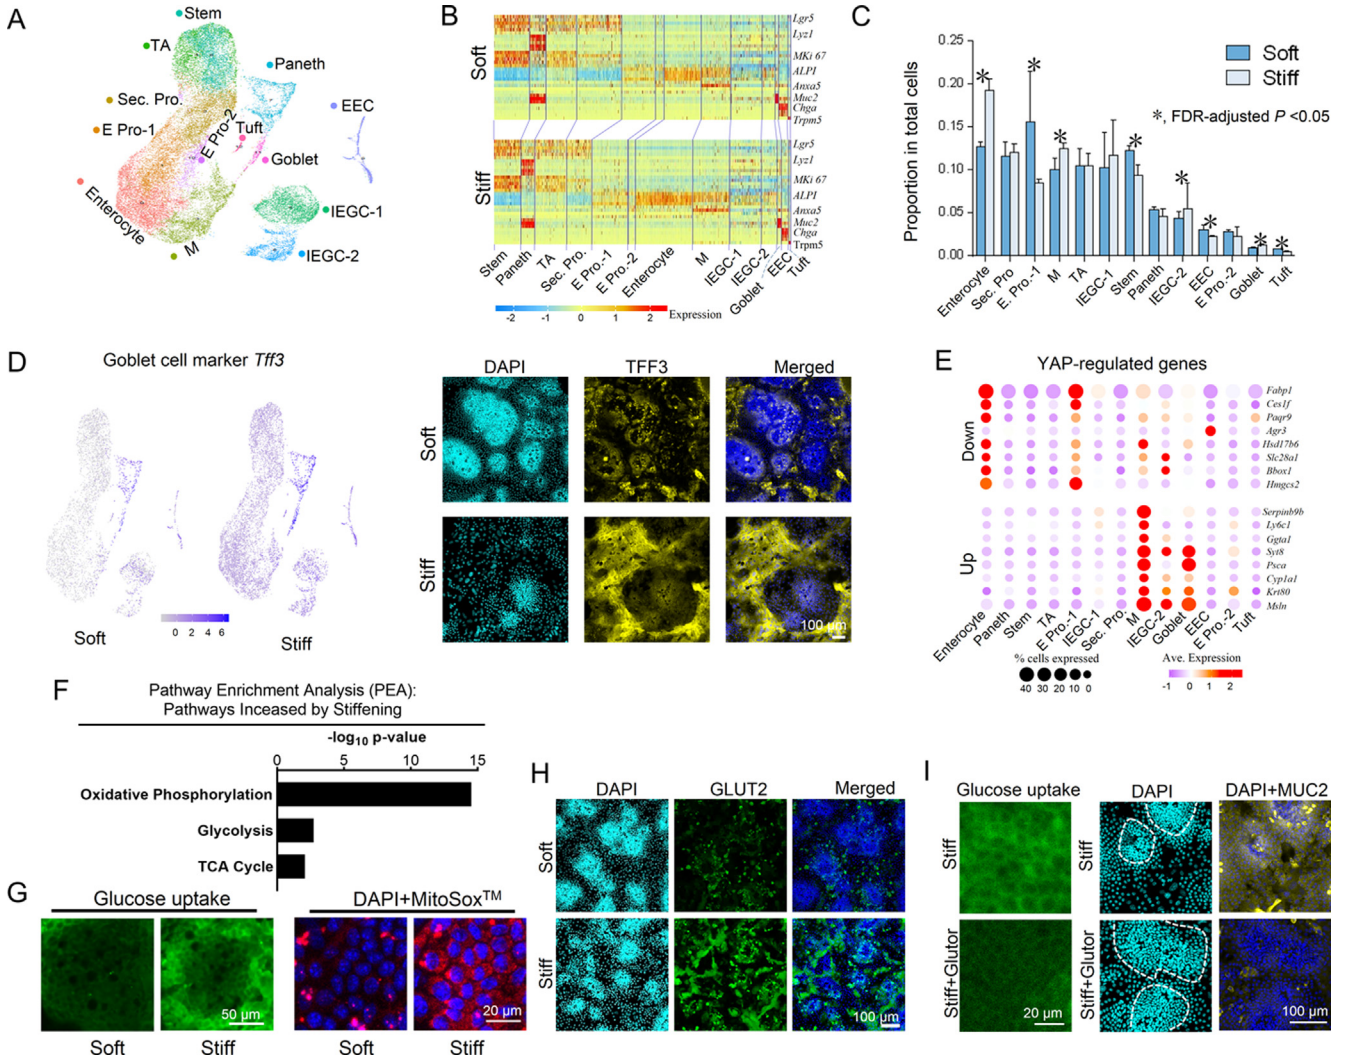 A
Stem
TA
Paneth
Sec. Pro.
EEC
E Pro-1
E Pro-2
Tuft
Goblet
Enterocyte
M
IEGC-1
IEGC-2
B
Soft
Lgr5
Lyz1
MKi 67
ALPI
Anxa5
Muc2
Chga
Trpm5
Stiff
Lgr5
Lyz1
MKi 67
ALPI
Anxa5
Muc2
Chga
Trpm5
Stem
Paneth
TA
Sec. Pro.
E Pro.-1
E Pro.-2
Enterocyte
M
IEGC-1
IEGC-2
Goblet
EEC
Tuft
-2 -1 0 1 2 Expression
C
Proportion in total cells
0.25
0.20
0.15
0.10
0.05
0.00
Soft
Stiff
*, FDR-adjusted P <0.05
* * * * * * * *
Enterocyte
Sec. Pro
E. Pro.-1
M
TA
IEGC-1
Stem
Paneth
IEGC-2
EEC
E Pro.-2
Goblet
Tuft
D
Goblet cell marker Tff3
Soft
0 2 4 6
Stiff
DAPI TFF3 Merged
Soft
Stiff
100 µm
E
YAP-regulated genes
Down
Fabp1
Ces1f
Paqr9
Agr3
Hsd17b6
Slc28a1
Bbox1
Hmgcs2
Up
Serpinb9b
Ly6c1
Ggta1
Syt8
Psca
Cyp1a1
Krt80
Msln
Enterocyte
Paneth
Stem
TA
E Pro.-1
IEGC-1
Sec. Pro.
M
IEGC-2
Goblet
EEC
E Pro.-2
Tuft
% cells expressed
40 30 20 10 0
Ave. Expression
-1 0 1 2
F
Pathway Enrichment Analysis (PEA):
Pathways Inceased by Stiffening
-log10 p-value
0 5 10 15
Oxidative Phosphorylation
Glycolysis
TCA Cycle
G
Glucose uptake
DAPI+MitoSoxTM
50 µm
20 µm
Soft Stiff Soft Stiff
H
DAPI GLUT2 Merged
Soft
Stiff
100 µm
I
Glucose uptake DAPI DAPI+MUC2
Stiff
Stiff
Stiff+Glutor
Stiff+Glutor
20 µm
100 µm